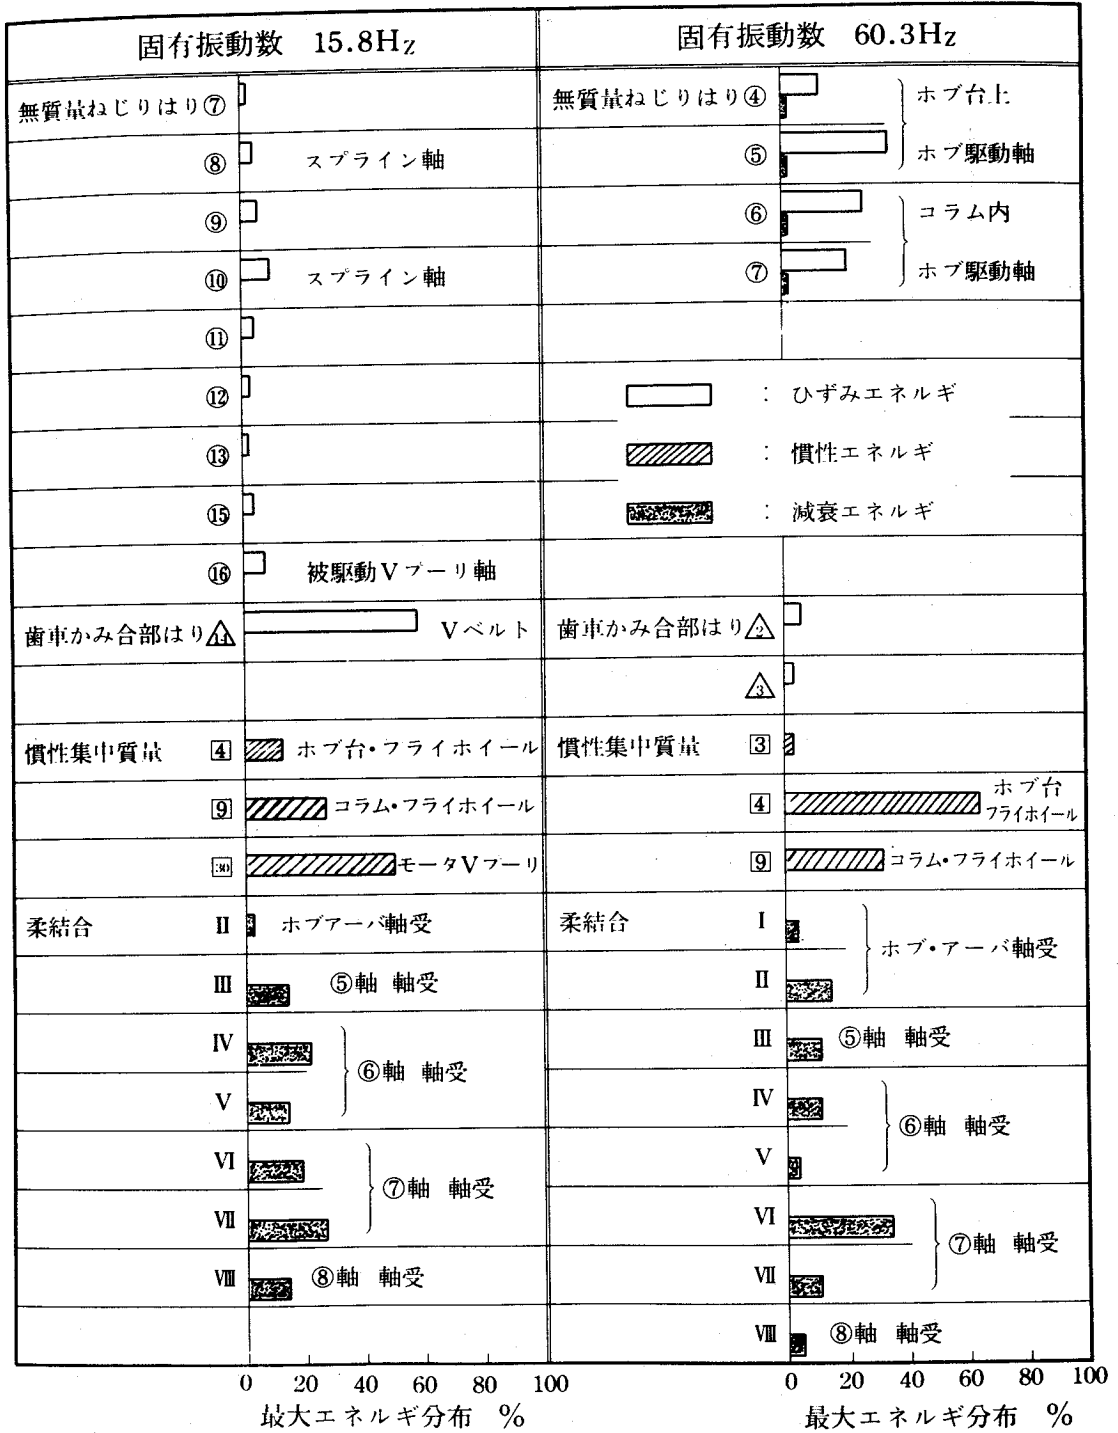 固有振動数 15.8Hz
無質量ねじりはり⑦
⑧ スプライン軸
⑨
⑩ スプライン軸
⑪
⑫
⑬
⑮
⑯ 被駆動Vプーリ軸
歯車かみ合部はり 14 Vベルト
慣性集中質量 4 ホブ台・フライホイール
9 コラム・フライホイール
30 モータVプーリ
柔結合 II ホブアーバ軸受
III ⑤軸 軸受
IV
⑥軸 軸受
V
VI
⑦軸 軸受
VII
VIII ⑧軸 軸受
0 20 40 60 80 100
最大エネルギ分布 %
固有振動数 60.3Hz
無質量ねじりはり④ ホブ台上
⑤ ホブ駆動軸
⑥ コラム内
⑦ ホブ駆動軸
: ひずみエネルギ
: 慣性エネルギ
: 減衰エネルギ
歯車かみ合部はり 2
3
慣性集中質量 3
4 ホブ台
フライホイール
9 コラム・フライホイール
柔結合 I
ホブ・アーバ軸受
II
III ⑤軸 軸受
IV
⑥軸 軸受
V
VI
⑦軸 軸受
VII
VIII ⑧軸 軸受
0 20 40 60 80 100
最大エネルギ分布 %